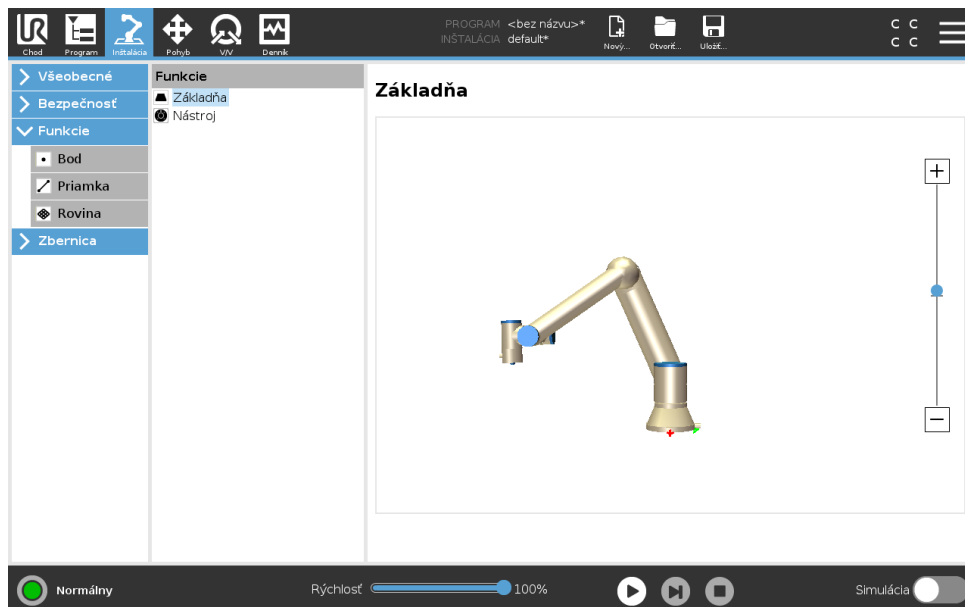 UR
Chod
Program
Inštalácia
Pohyb
V/V
Denník
PROGRAM <bez názvu>*
INŠTALÁCIA default*
Nový...
Otvoriť...
Uložiť...
C C
C C
Všeobecné
Bezpečnosť
Funkcie
Bod
Priamka
Rovina
Zbernica
Funkcie
Základňa
Nástroj
Základňa
Normálny
Rýchlosť
100%
Simulácia